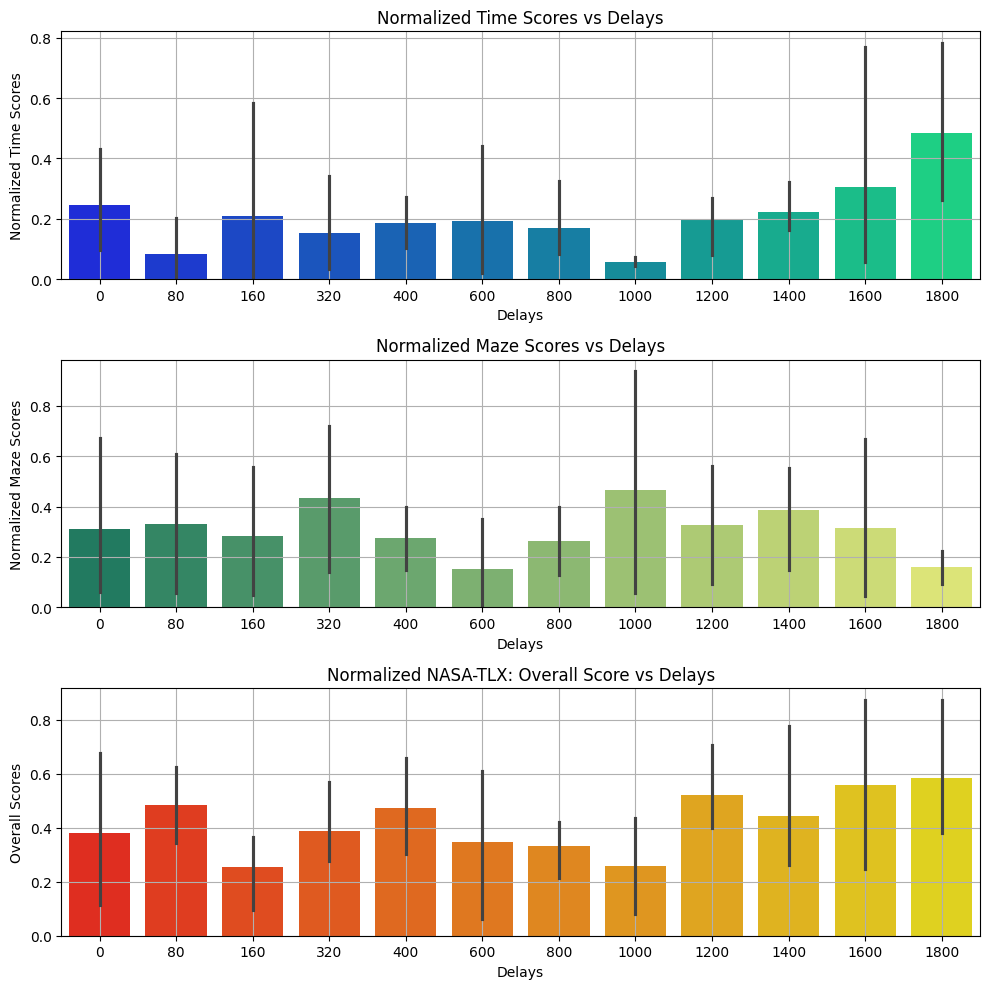 Normalized Time Scores vs Delays
Normalized Time Scores
0.8
0.6
0.4
0.2
0.0
0 80 160 320 400 600 800 1000 1200 1400 1600 1800
Delays
Normalized Maze Scores vs Delays
Normalized Maze Scores
0.8
0.6
0.4
0.2
0.0
0 80 160 320 400 600 800 1000 1200 1400 1600 1800
Delays
Normalized NASA-TLX: Overall Score vs Delays
Overall Scores
0.8
0.6
0.4
0.2
0.0
0 80 160 320 400 600 800 1000 1200 1400 1600 1800
Delays